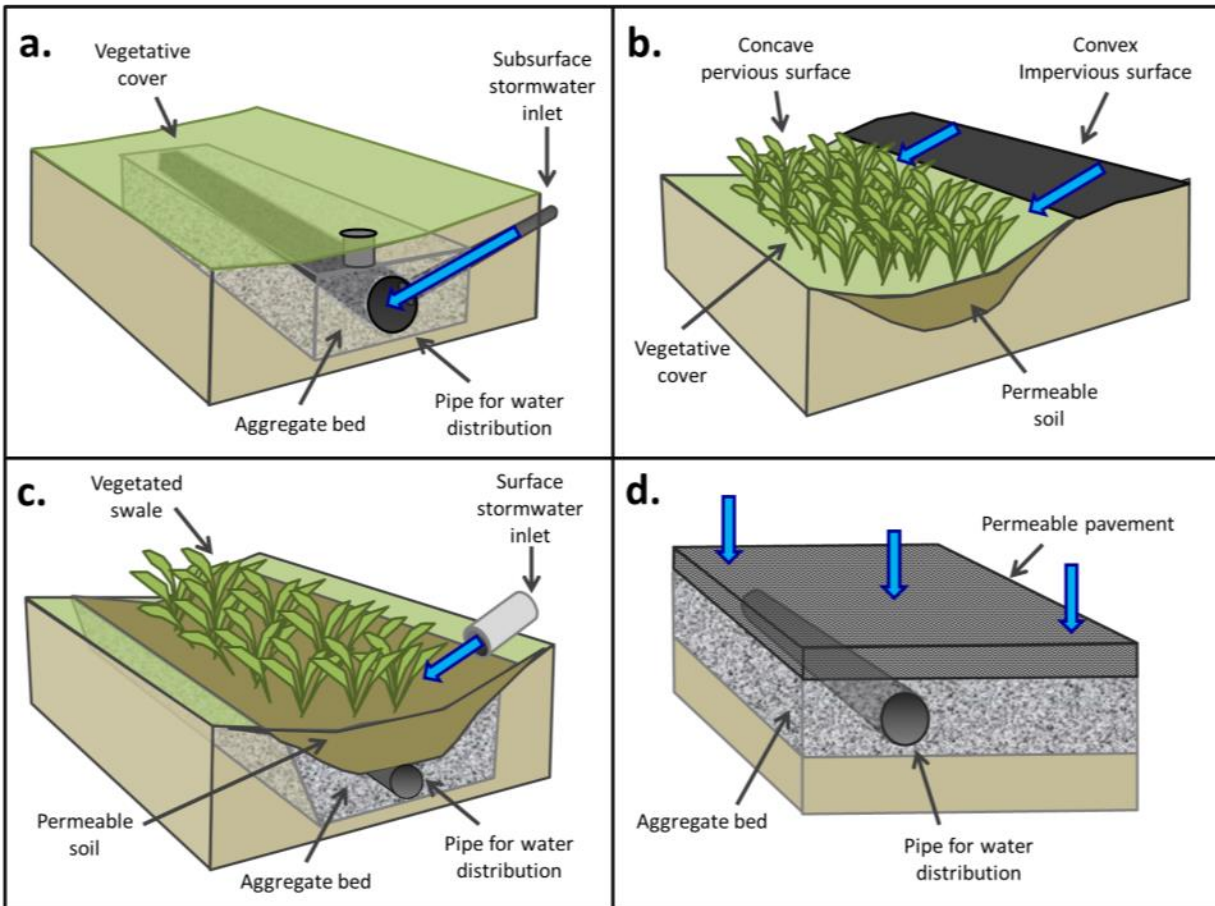 a.
Vegetative
cover
Subsurface
stormwater
inlet
Aggregate bed
Pipe for water
distribution
b.
Concave
pervious surface
Convex
Impervious surface
Vegetative
cover
Permeable
soil
c.
Vegetated
swale
Surface
stormwater
inlet
Permeable
soil
Aggregate bed
Pipe for water
distribution
d.
Permeable pavement
Aggregate bed
Pipe for water
distribution